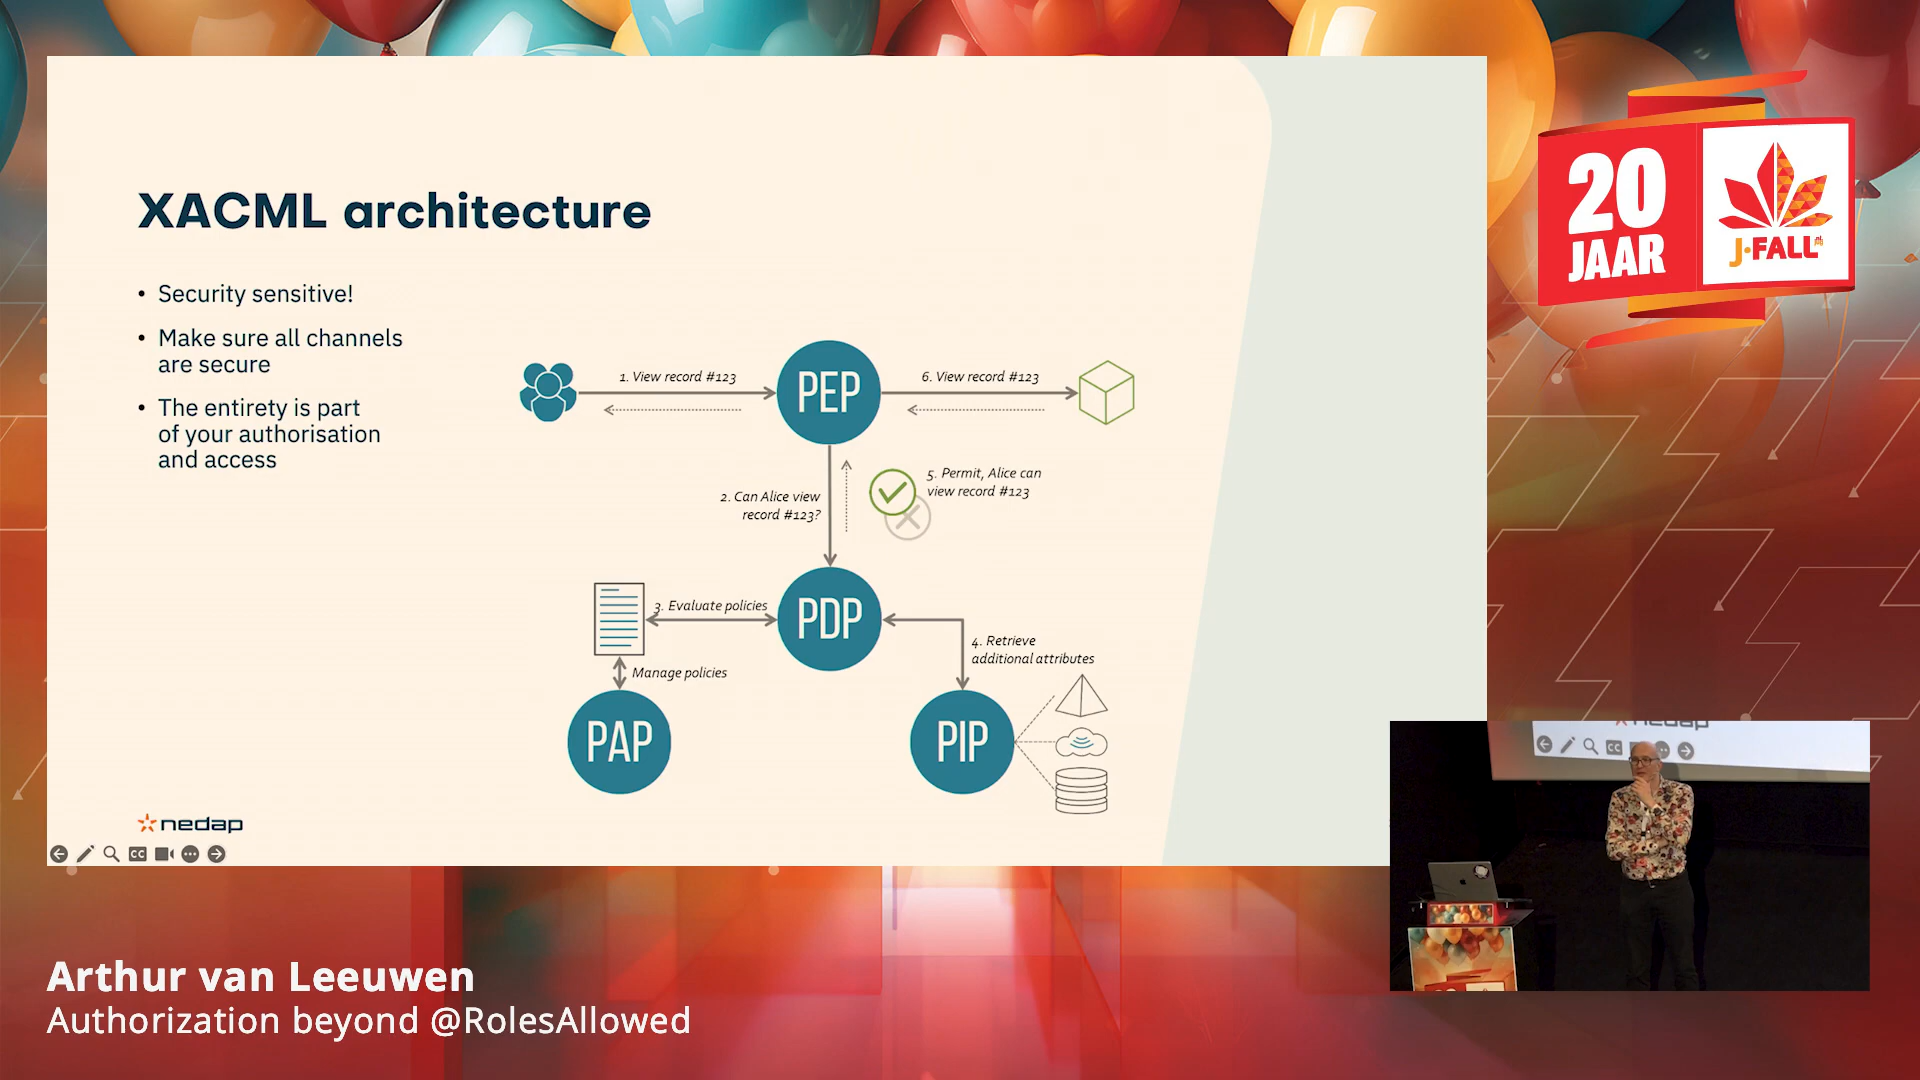 XACML architecture
• Security sensitive!
• Make sure all channels
are secure
• The entirety is part
of your authorisation
and access
1. View record #123
PEP
6. View record #123
2. Can Alice view
record #123?
5. Permit, Alice can
view record #123
3. Evaluate policies
PDP
4. Retrieve
additional attributes
Manage policies
PAP
PIP
nedap
CC
20
JAAR
J•FALL
nedap
CC
Arthur van Leeuwen
Authorization beyond @RolesAllowed